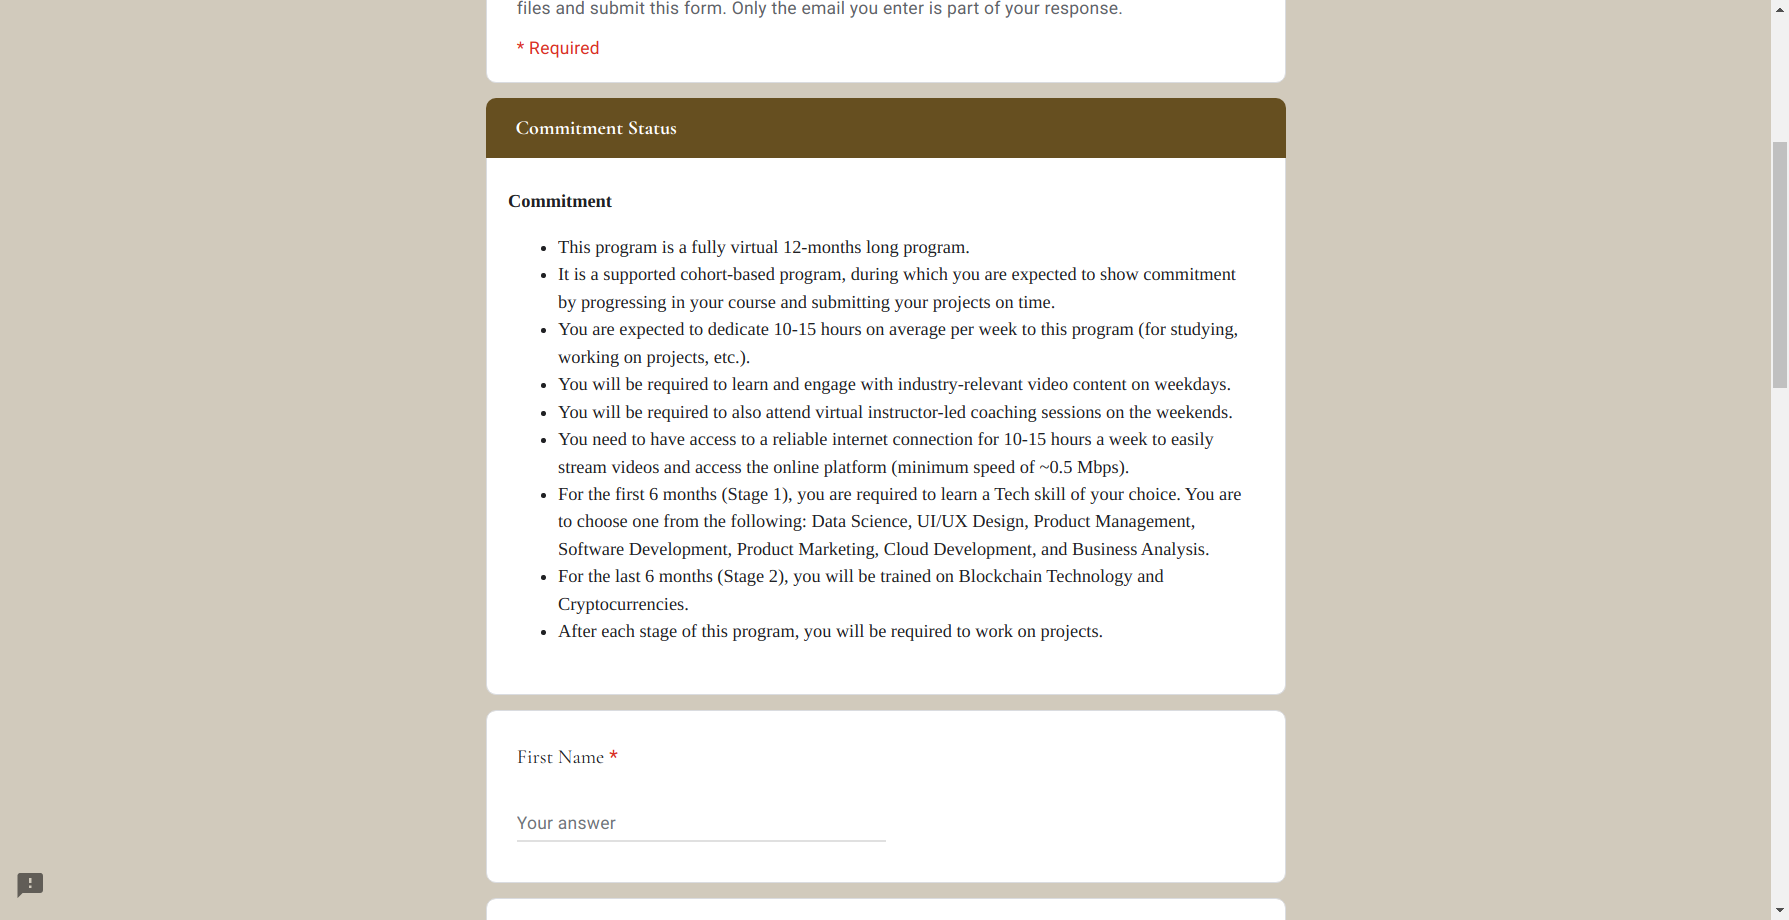 files and submit this form. Only the email you enter is part of your response.
* Required
Commitment Status
Commitment
• This program is a fully virtual 12-months long program.
• It is a supported cohort-based program, during which you are expected to show commitment
by progressing in your course and submitting your projects on time.
• You are expected to dedicate 10-15 hours on average per week to this program (for studying,
working on projects, etc.).
• You will be required to learn and engage with industry-relevant video content on weekdays.
• You will be required to also attend virtual instructor-led coaching sessions on the weekends.
• You need to have access to a reliable internet connection for 10-15 hours a week to easily
stream videos and access the online platform (minimum speed of ~0.5 Mbps).
• For the first 6 months (Stage 1), you are required to learn a Tech skill of your choice. You are
to choose one from the following: Data Science, UI/UX Design, Product Management,
Software Development, Product Marketing, Cloud Development, and Business Analysis.
• For the last 6 months (Stage 2), you will be trained on Blockchain Technology and
Cryptocurrencies.
• After each stage of this program, you will be required to work on projects.
First Name *
Your answer